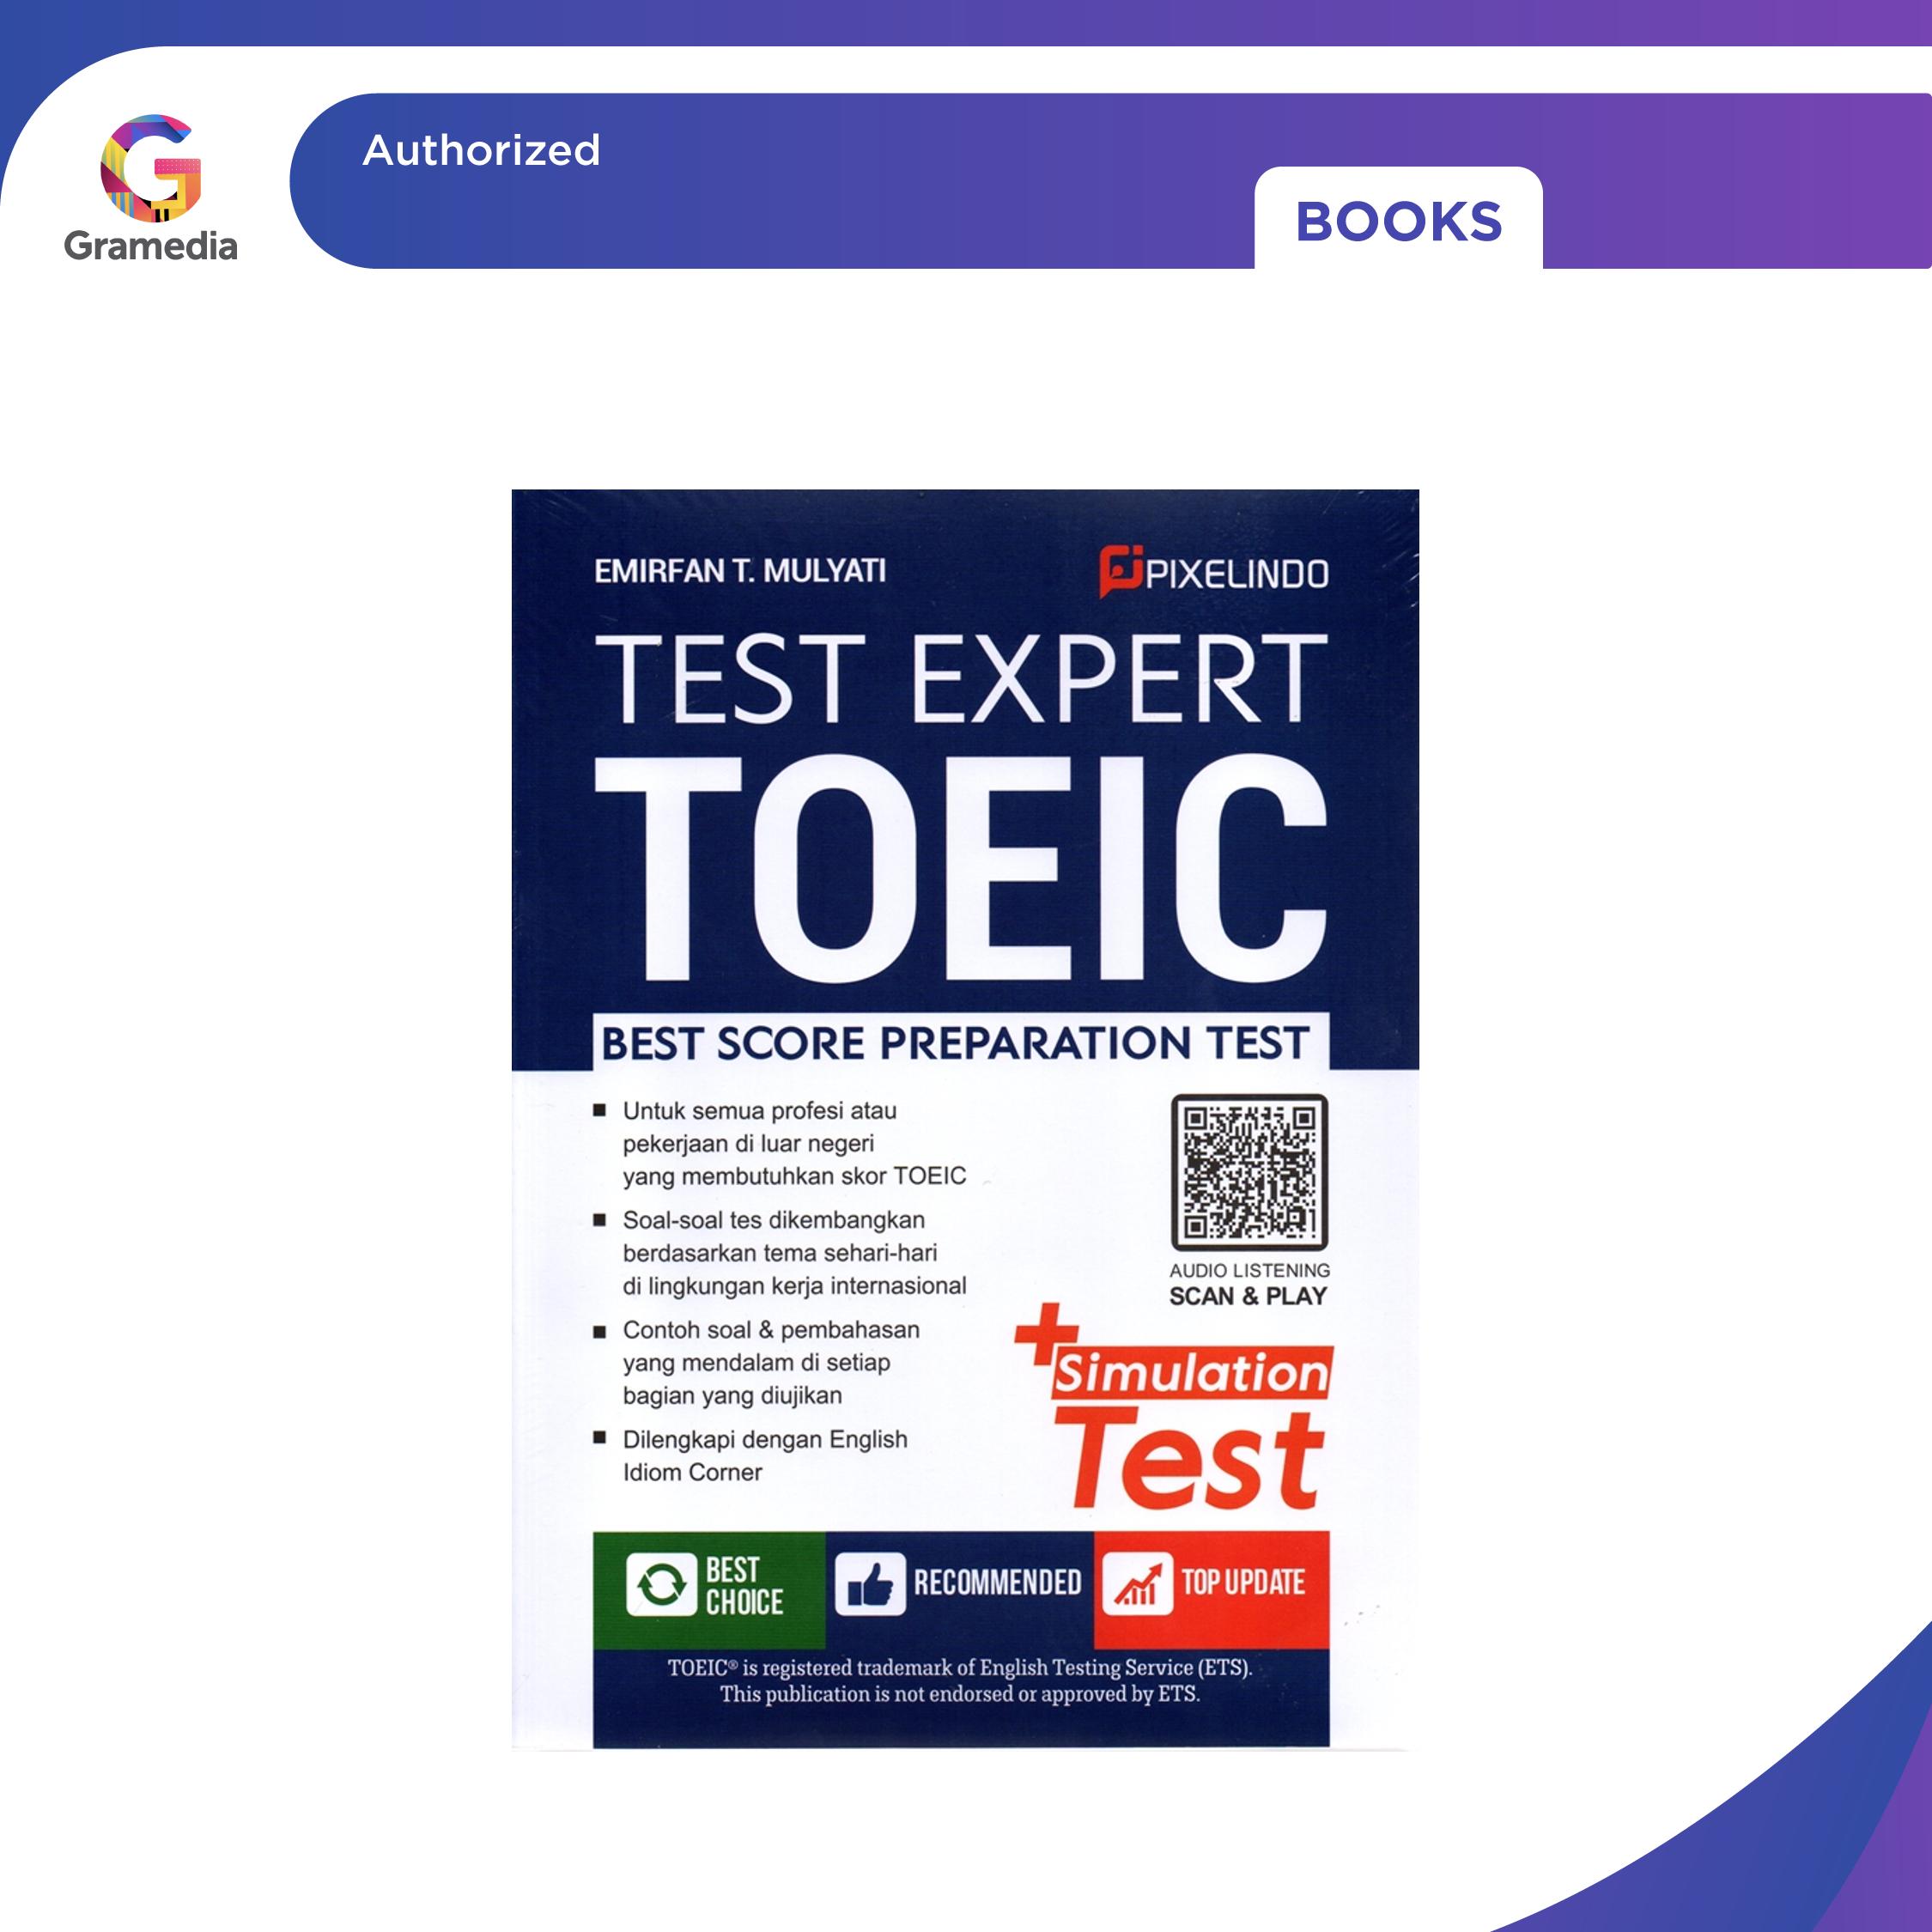 Gramedia
Authorized
BOOKS
EMIRFAN T. MULYATI
PIXELINDO
TEST EXPERT
TOEIC
BEST SCORE PREPARATION TEST
Untuk semua profesi atau
pekerjaan di luar negeri
yang membutuhkan skor TOEIC
Soal-soal tes dikembangkan
berdasarkan tema sehari-hari
di lingkungan kerja internasional
Contoh soal & pembahasan
yang mendalam di setiap
bagian yang diujikan
Dilengkapi dengan English
Idiom Corner
AUDIO LISTENING
SCAN & PLAY
+Simulation
Test
BEST
CHOICE
RECOMMENDED
TOP UPDATE
TOEIC® is registered trademark of English Testing Service (ETS).
This publication is not endorsed or approved by ETS.